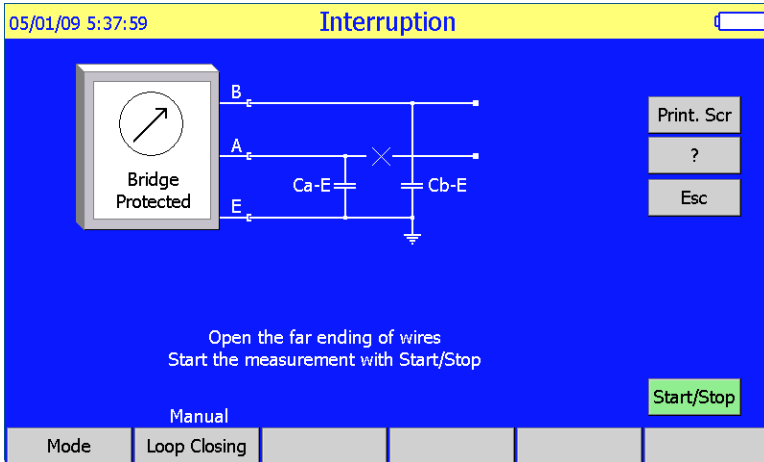 05/01/09 5:37:59
Interruption
B
A
E
Bridge
Protected
Ca-E
Cb-E
Print. Scr
?
Esc
Open the far ending of wires
Start the measurement with Start/Stop
Start/Stop
Manual
Mode
Loop Closing